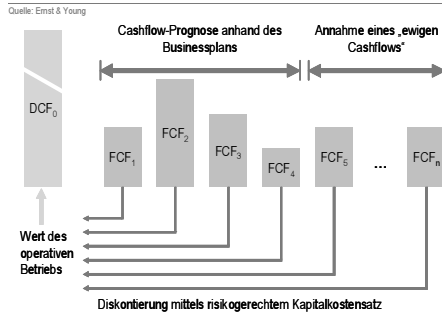 Quelle: Ernst & Young
Cashflow-Prognose anhand des
Businessplans
Annahme eines „ewigen
Cashflows“
DCF0
FCF1
FCF2
FCF3
FCF4
FCF5
...
FCFn
Wert des
operativen
Betriebs
Diskontierung mittels risikogerechtem Kapitalkostensatz